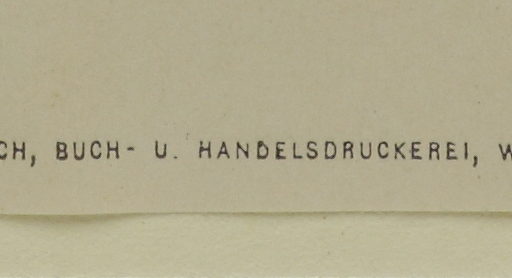 CH, BUCH- U. HANDELSDRUCKEREI, W